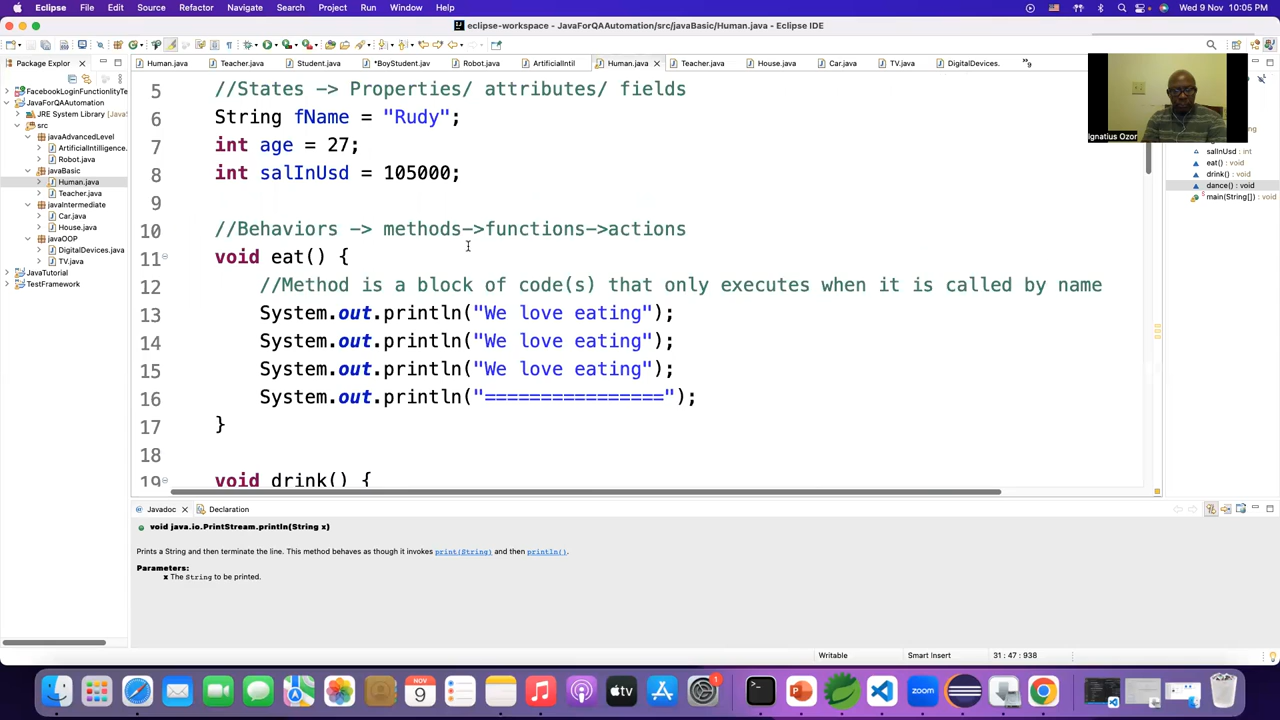 Eclipse File Edit Source Refactor Navigate Search Project Run Window Help Wed 9 Nov 10:05 PM
eclipse-workspace - JavaForQAAutomation/src/javaBasic/Human.java - Eclipse IDE
Package Explor
Human.java Teacher.java Student.java *BoyStudent.java Robot.java ArtificialIntil Human.java Teacher.java House.java Car.java TV.java DigitalDevices. »9
FacebookLoginFunctionlityTe
JavaForQAAutomation
JRE System Library [JavaS
src
javaAdvancedLevel
ArtificialIntilligence.
Robot.java
javaBasic
Human.java
Teacher.java
javaIntermediate
Car.java
House.java
javaOOP
DigitalDevices.java
TV.java
JavaTutorial
TestFramework
5 //States -> Properties/ attributes/ fields
6 String fName = "Rudy";
7 int age = 27;
8 int salInUsd = 105000;
9
10 //Behaviors -> methods->functions->actions
11 void eat() {
12 //Method is a block of code(s) that only executes when it is called by name
13 System.out.println("We love eating");
14 System.out.println("We love eating");
15 System.out.println("We love eating");
16 System.out.println("================");
17 }
18
19 void drink() {
Ignatius Ozor
salInUsd : int
eat() : void
drink() : void
dance() : void
main(String[]) : void
Javadoc Declaration
void java.io.PrintStream.println(String x)
Prints a String and then terminate the line. This method behaves as though it invokes print(String) and then println().
Parameters:
x The String to be printed.
Writable Smart Insert 31 : 47 : 938
NOV
9
tv
1
zoom